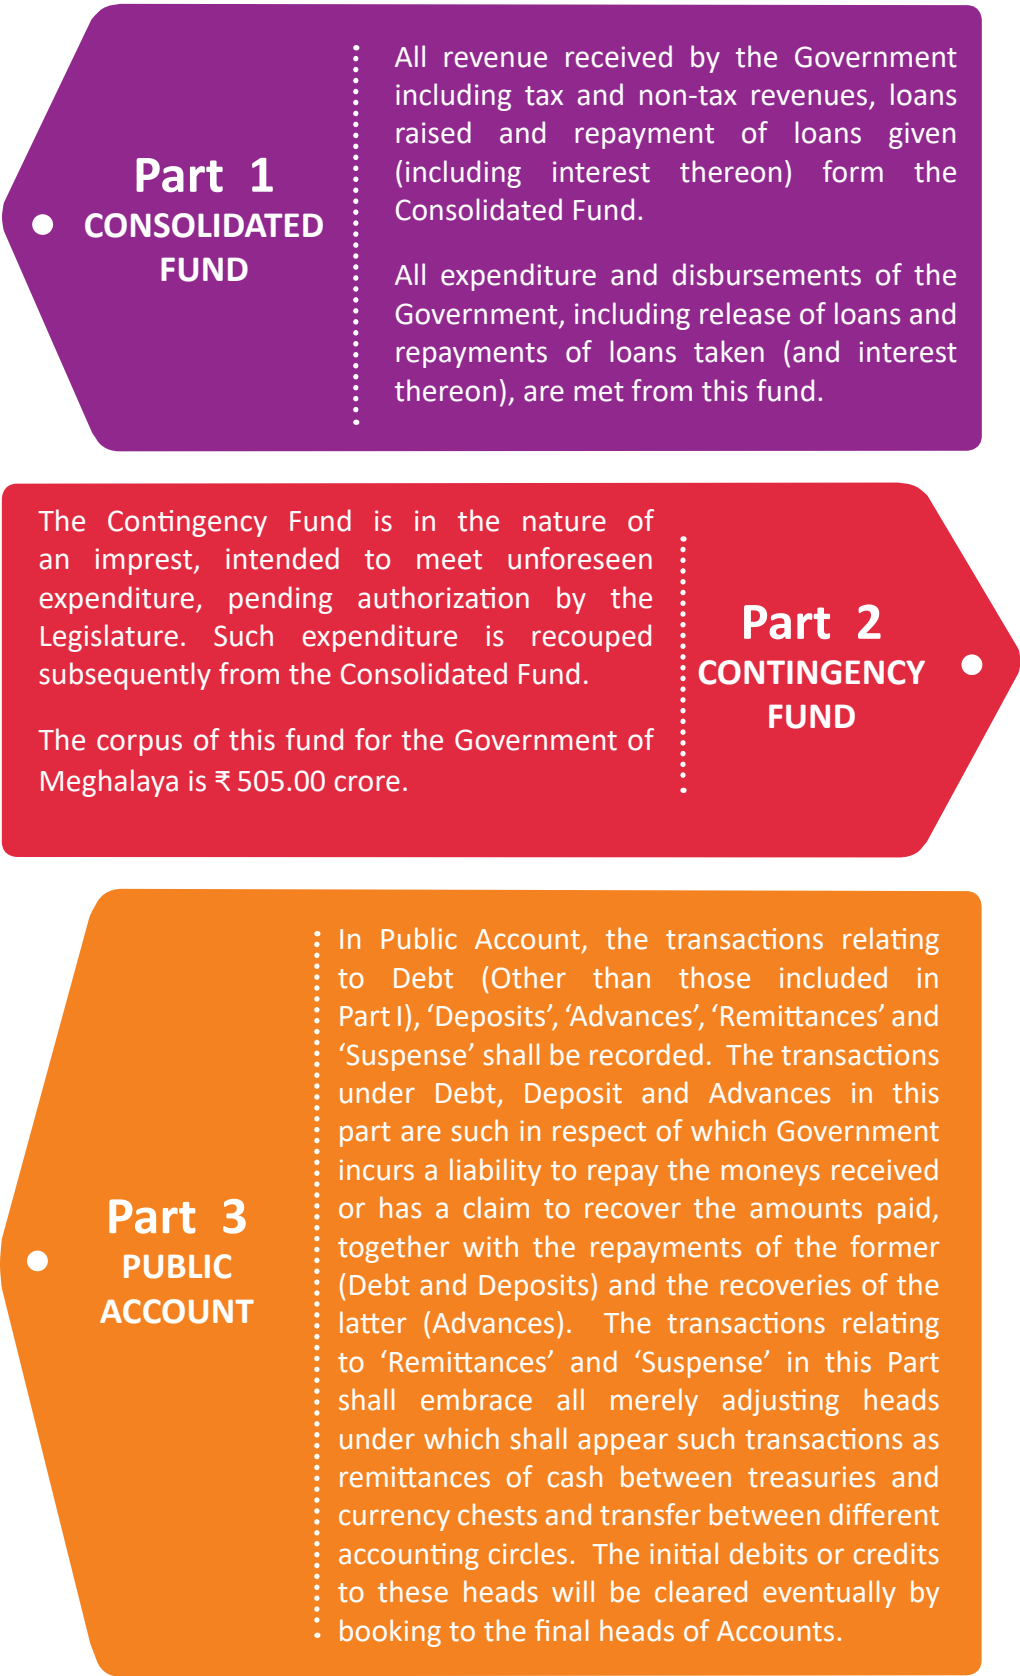 Part 1
CONSOLIDATED
FUND
All revenue received by the Government
including tax and non-tax revenues, loans
raised and repayment of loans given
(including interest thereon) form the
Consolidated Fund.
All expenditure and disbursements of the
Government, including release of loans and
repayments of loans taken (and interest
thereon), are met from this fund.
The Contingency Fund is in the nature of
an imprest, intended to meet unforeseen
expenditure, pending authorization by the
Legislature. Such expenditure is recouped
subsequently from the Consolidated Fund.
The corpus of this fund for the Government of
Meghalaya is ₹ 505.00 crore.
Part 2
CONTINGENCY
FUND
Part 3
PUBLIC
ACCOUNT
In Public Account, the transactions relating
to Debt (Other than those included in
Part I), ‘Deposits’, ‘Advances’, ‘Remittances’ and
‘Suspense’ shall be recorded. The transactions
under Debt, Deposit and Advances in this
part are such in respect of which Government
incurs a liability to repay the moneys received
or has a claim to recover the amounts paid,
together with the repayments of the former
(Debt and Deposits) and the recoveries of the
latter (Advances). The transactions relating
to ‘Remittances’ and ‘Suspense’ in this Part
shall embrace all merely adjusting heads
under which shall appear such transactions as
remittances of cash between treasuries and
currency chests and transfer between different
accounting circles. The initial debits or credits
to these heads will be cleared eventually by
booking to the final heads of Accounts.